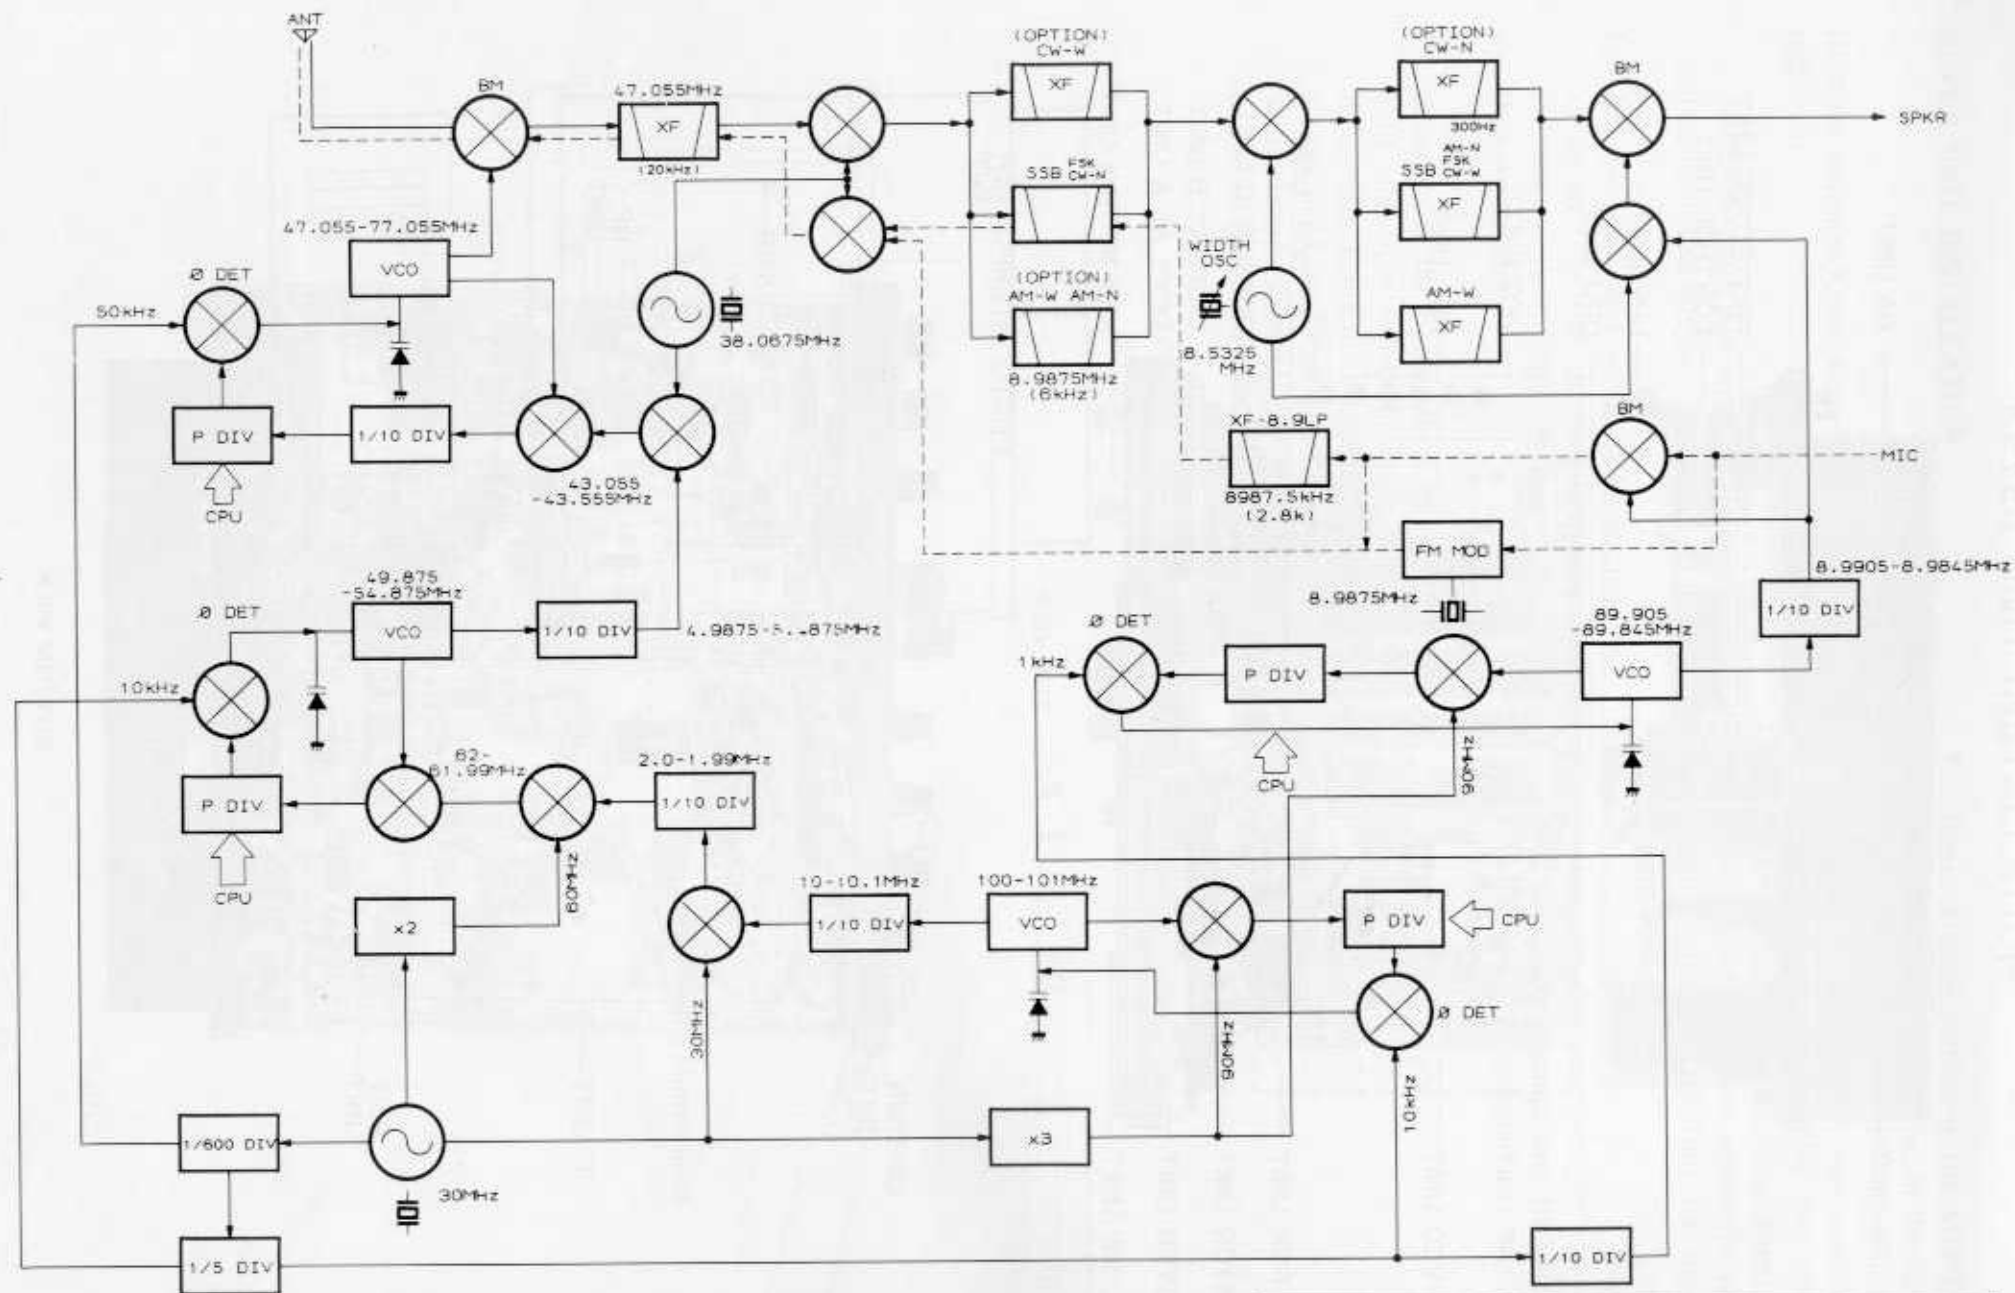 ANT
BM
47.055MHz
XF
(20kHz)
(OPTION)
CW-W
XF
(OPTION)
CW-N
XF
300Hz
BM
SPKR
SSB FSK
CW-N
SSB AM-N
FSK
CW-W
XF
47.055-77.055MHz
VCO
Ø DET
50kHz
38.0675MHz
(OPTION)
AM-W AM-N
8.9875MHz
(6kHz)
WIDTH
OSC
8.5325
MHz
AM-W
XF
P DIV
1/10 DIV
CPU
43.055
-43.555MHz
XF-8.9LP
8987.5kHz
(2.8k)
BM
MIC
FM MOD
8.9875MHz
8.9905-8.9845MHz
1/10 DIV
49.875
-54.875MHz
Ø DET
VCO
1/10 DIV
10kHz
Ø DET
1kHz
P DIV
89.905
-89.845MHz
VCO
CPU
90MHz
62-
61.99MHz
2.0-1.99MHz
P DIV
1/10 DIV
CPU
60MHz
x2
10-10.1MHz
1/10 DIV
100-101MHz
VCO
P DIV
CPU
Ø DET
30MHz
90MHz
10kHz
1/600 DIV
30MHz
x3
1/5 DIV
1/10 DIV